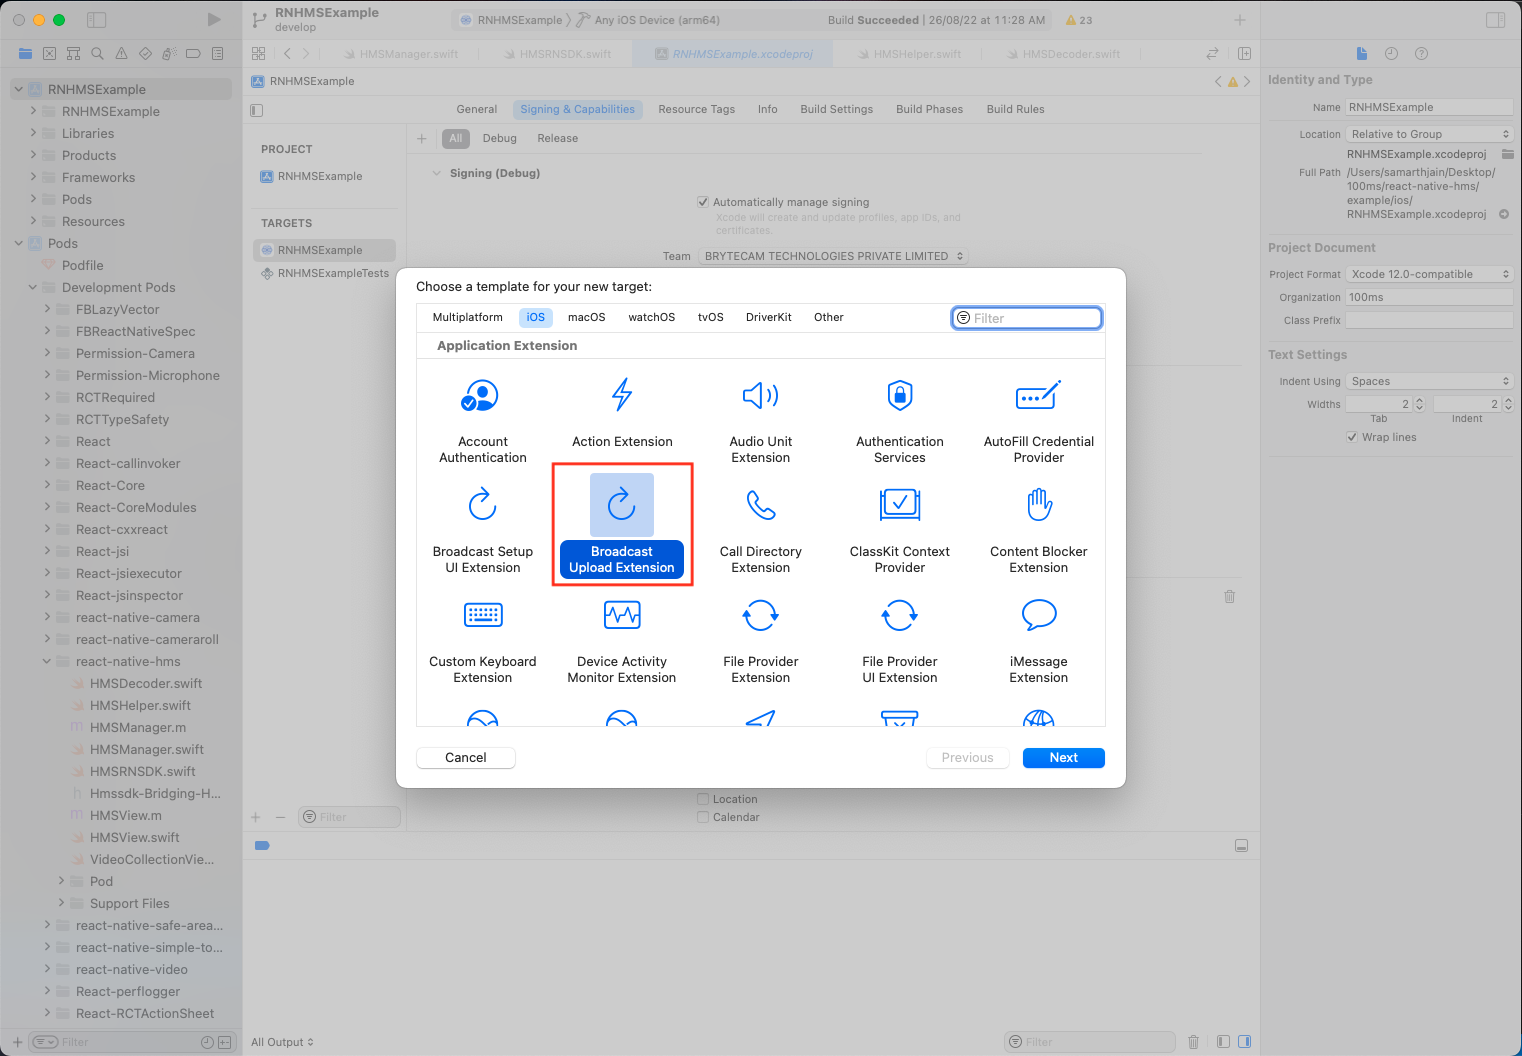 RNHMSExample
develop
RNHMSExample
Any iOS Device (arm64)
Build Succeeded | 26/08/22 at 11:28 AM
23
HMSManager.swift
HMSRNSDK.swift
RNHMSExample.xcodeproj
HMSHelper.swift
HMSDecoder.swift
RNHMSExample
General
Signing & Capabilities
Resource Tags
Info
Build Settings
Build Phases
Build Rules
All
Debug
Release
PROJECT
RNHMSExample
TARGETS
RNHMSExample
RNHMSExampleTests
Signing (Debug)
Automatically manage signing
Xcode will create and update profiles, app IDs, and
certificates.
Team
BRYTECAM TECHNOLOGIES PRIVATE LIMITED
RNHMSExample
RNHMSExample
Libraries
Products
Frameworks
Pods
Resources
Pods
Podfile
Development Pods
FBLazyVector
FBReactNativeSpec
Permission-Camera
Permission-Microphone
RCTRequired
RCTTypeSafety
React
React-callinvoker
React-Core
React-CoreModules
React-cxxreact
React-jsi
React-jsiexecutor
React-jsinspector
react-native-camera
react-native-cameraroll
react-native-hms
HMSDecoder.swift
HMSHelper.swift
HMSManager.m
HMSManager.swift
HMSRNSDK.swift
Hmssdk-Bridging-H...
HMSView.m
HMSView.swift
VideoCollectionVie...
Pod
Support Files
react-native-safe-area...
react-native-simple-to...
react-native-video
React-perflogger
React-RCTActionSheet
Filter
Choose a template for your new target:
Multiplatform
iOS
macOS
watchOS
tvOS
DriverKit
Other
Filter
Application Extension
Account
Authentication
Action Extension
Audio Unit
Extension
Authentication
Services
AutoFill Credential
Provider
Broadcast Setup
UI Extension
Broadcast
Upload Extension
Call Directory
Extension
ClassKit Context
Provider
Content Blocker
Extension
Custom Keyboard
Extension
Device Activity
Monitor Extension
File Provider
Extension
File Provider
UI Extension
iMessage
Extension
Cancel
Previous
Next
Location
Calendar
Filter
All Output
Filter
Identity and Type
Name
RNHMSExample
Location
Relative to Group
RNHMSExample.xcodeproj
Full Path
/Users/samarthjain/Desktop/
100ms/react-native-hms/
example/ios/
RNHMSExample.xcodeproj
Project Document
Project Format
Xcode 12.0-compatible
Organization
100ms
Class Prefix
Text Settings
Indent Using
Spaces
Widths
2
2
Tab
Indent
Wrap lines